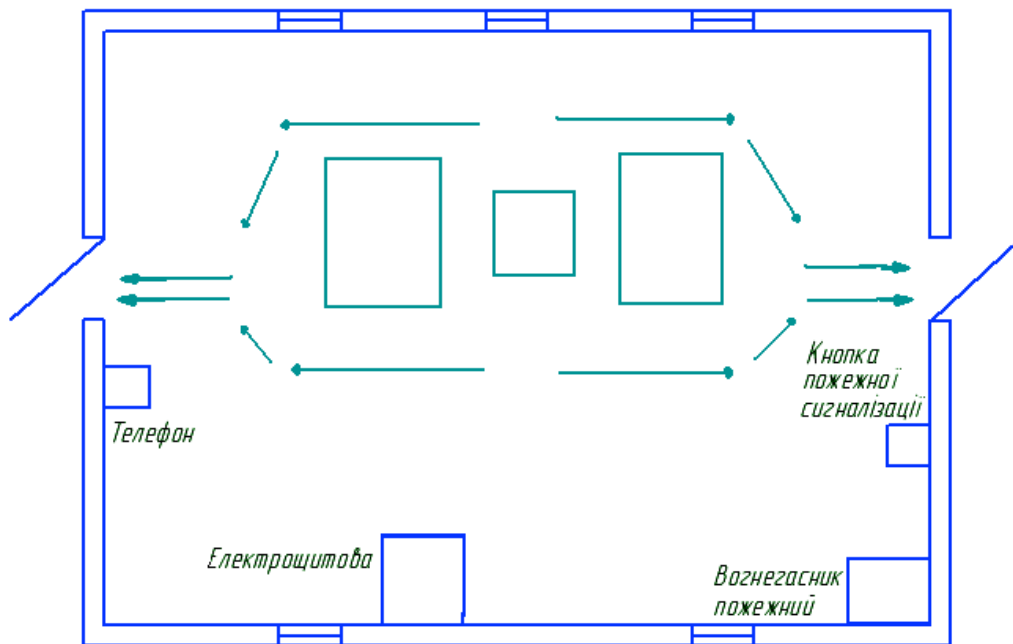 Кнопка
пожежної
сигналізації
Телефон
Електрощитова
Вогнегасник
пожежний